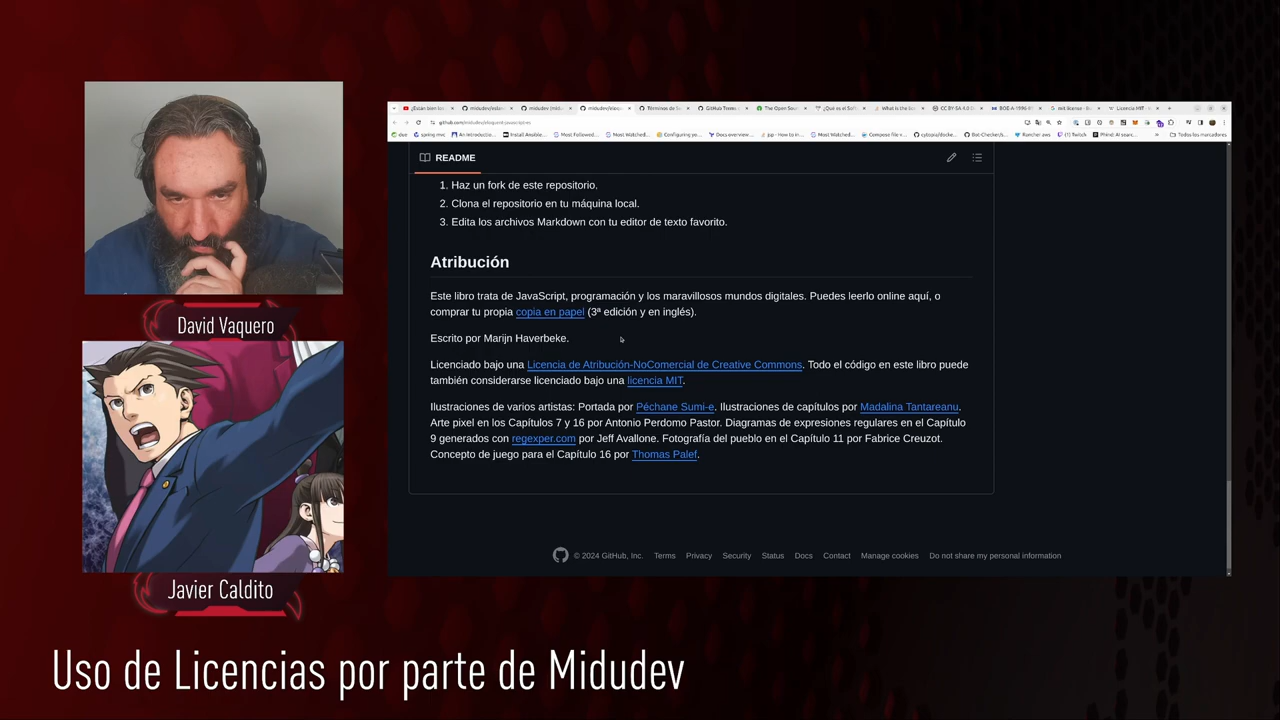 github.com/midudev/eloquent-javascript-es
README
1. Haz un fork de este repositorio.
2. Clona el repositorio en tu máquina local.
3. Edita los archivos Markdown con tu editor de texto favorito.
Atribución
Este libro trata de JavaScript, programación y los maravillosos mundos digitales. Puedes leerlo online aquí, o
comprar tu propia copia en papel (3ª edición y en inglés).
Escrito por Marijn Haverbeke.
Licenciado bajo una Licencia de Atribución-NoComercial de Creative Commons. Todo el código en este libro puede
también considerarse licenciado bajo una licencia MIT.
Ilustraciones de varios artistas: Portada por Péchane Sumi-e. Ilustraciones de capítulos por Madalina Tantareanu.
Arte pixel en los Capítulos 7 y 16 por Antonio Perdomo Pastor. Diagramas de expresiones regulares en el Capítulo
9 generados con regexper.com por Jeff Avallone. Fotografía del pueblo en el Capítulo 11 por Fabrice Creuzot.
Concepto de juego para el Capítulo 16 por Thomas Palef.
© 2024 GitHub, Inc. Terms Privacy Security Status Docs Contact Manage cookies Do not share my personal information
David Vaquero
Javier Caldito
Uso de Licencias por parte de Midudev